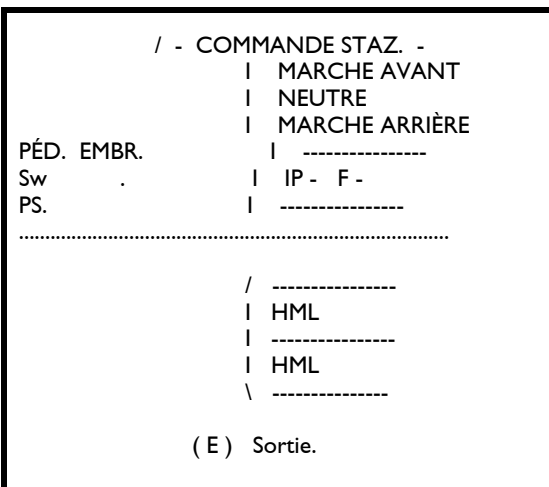 / - COMMANDE STAZ. -
I MARCHE AVANT
I NEUTRE
I MARCHE ARRIÈRE
PÉD. EMBR. I ----------------
Sw . I IP - F -
PS. I ----------------
...................................................................................
/ ----------------
I HML
I ----------------
I HML
\ ---------------
( E ) Sortie.